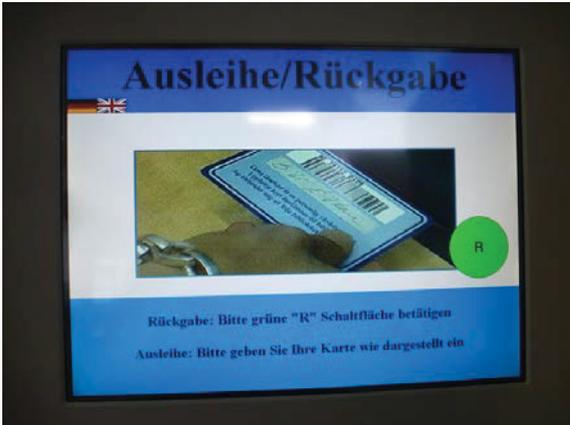 Ausleihe/Rückgabe
R
Rückgabe: Bitte grüne "R" Schaltfläche betätigen
Ausleihe: Bitte geben Sie Ihre Karte wie dargestellt ein